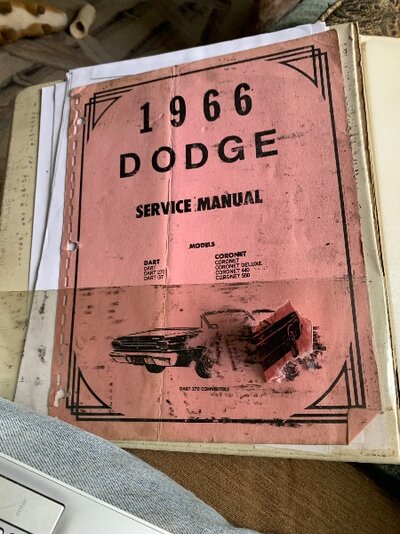 1966
DODGE
SERVICE MANUAL
MODELS
DART
DART
DART 270
DART GT
CORONET
CORONET
CORONET DELUXE
CORONET 440
CORONET 500
DART 270 CONVERTIBLE